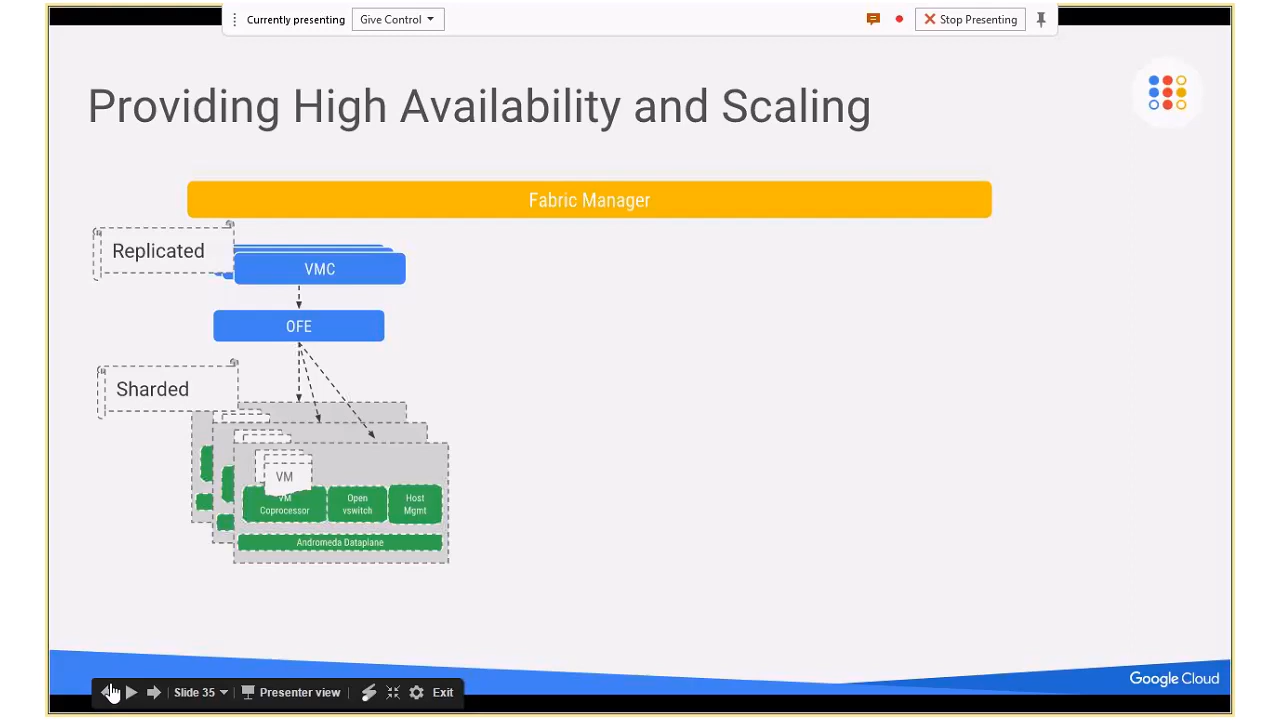 Currently presenting
Give Control
Stop Presenting
Providing High Availability and Scaling
Fabric Manager
Replicated
VMC
OFE
Sharded
VM
VM
Coprocessor
Open
vswitch
Host
Mgmt
Andromeda Dataplane
Google Cloud
Slide 35
Presenter view
Exit